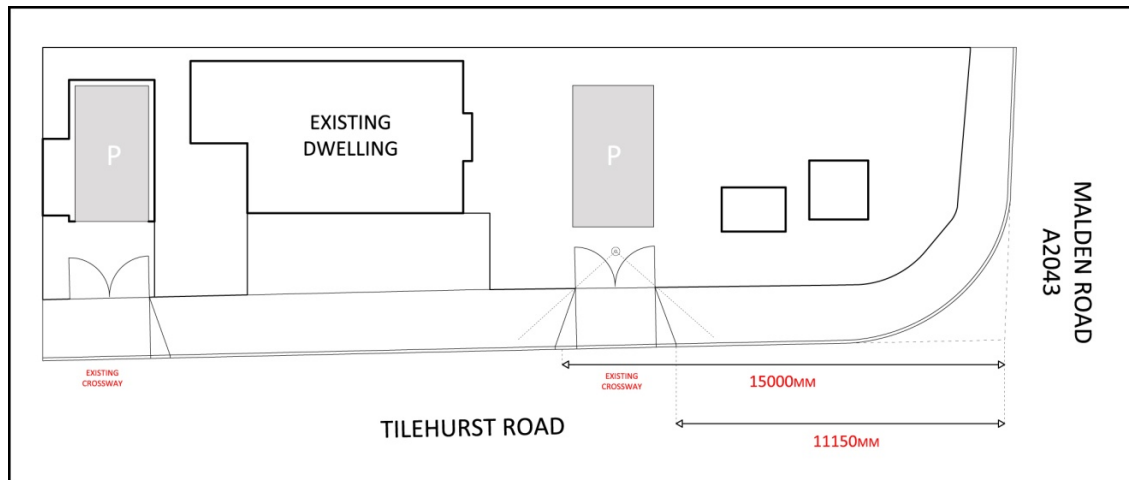 P
EXISTING
DWELLING
P
MALDEN ROAD
A2043
EXISTING
CROSSWAY
EXISTING
CROSSWAY
15000MM
TILEHURST ROAD
11150MM